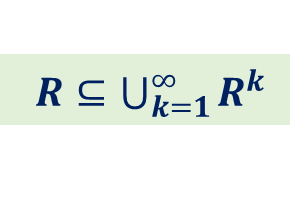 R ⊆ ⋃_{k=1}^{∞} R^k